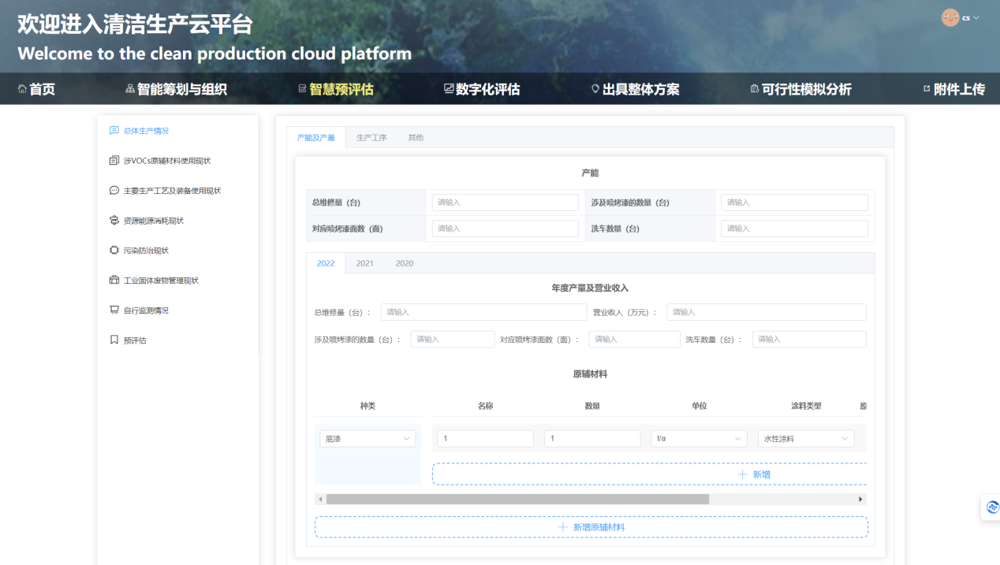 欢迎进入清洁生产云平台
cs
Welcome to the clean production cloud platform
首页 智能筹划与组织 智慧预评估 数字化评估 出具整体方案 可行性模拟分析 附件上传
总体生产情况
涉VOCs原辅材料使用现状
主要生产工艺及装备使用现状
资源能源消耗现状
污染防治现状
工业固体废物管理现状
自行监测情况
预评估
产能及产量 生产工序 其他
产能
总维修量（台） 请输入 涉及喷烤漆的数量（台） 请输入
对应喷烤漆面数（面） 请输入 洗车数量（台） 请输入
2022 2021 2020
年度产量及营业收入
总维修量（台）： 请输入 营业收入（万元）： 请输入
涉及喷烤漆的数量（台）： 请输入 对应喷烤漆面数（面）： 请输入 洗车数量（台）： 请输入
原辅材料
种类 名称 数量 单位 涂料类型 原
底漆 1 1 t/a 水性涂料
新增
新增原辅材料